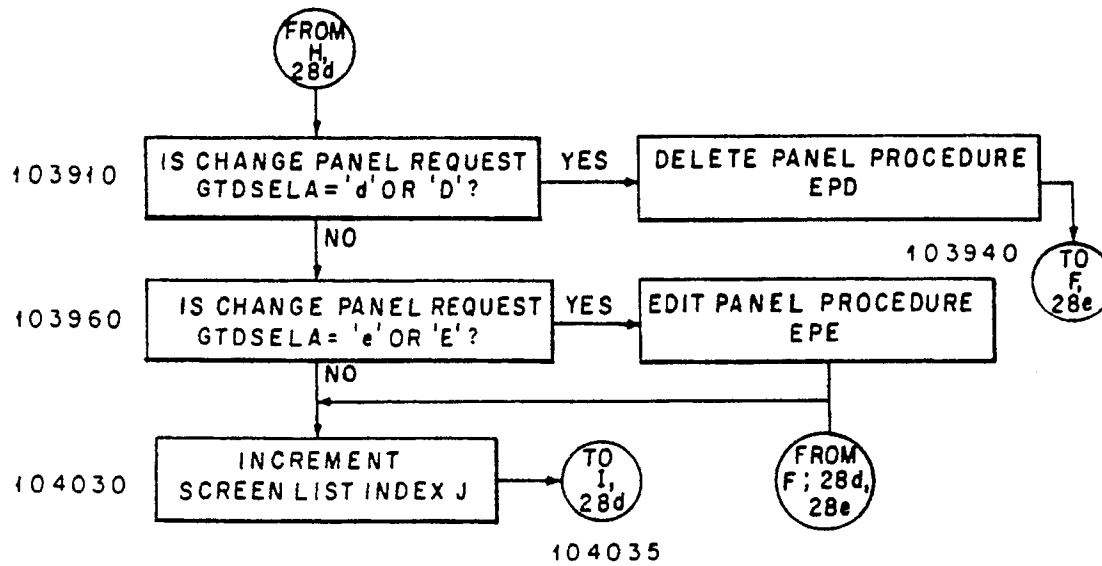 FROM
H,
28d
103910
IS CHANGE PANEL REQUEST
GTDSELA = 'd' OR 'D'?
YES
DELETE PANEL PROCEDURE
EPD
NO
103940
TO
F,
28e
103960
IS CHANGE PANEL REQUEST
GTDSELA = 'e' OR 'E'?
YES
EDIT PANEL PROCEDURE
EPE
NO
104030
INCREMENT
SCREEN LIST INDEX J
TO
I,
28d
FROM
F; 28d,
28e
104035